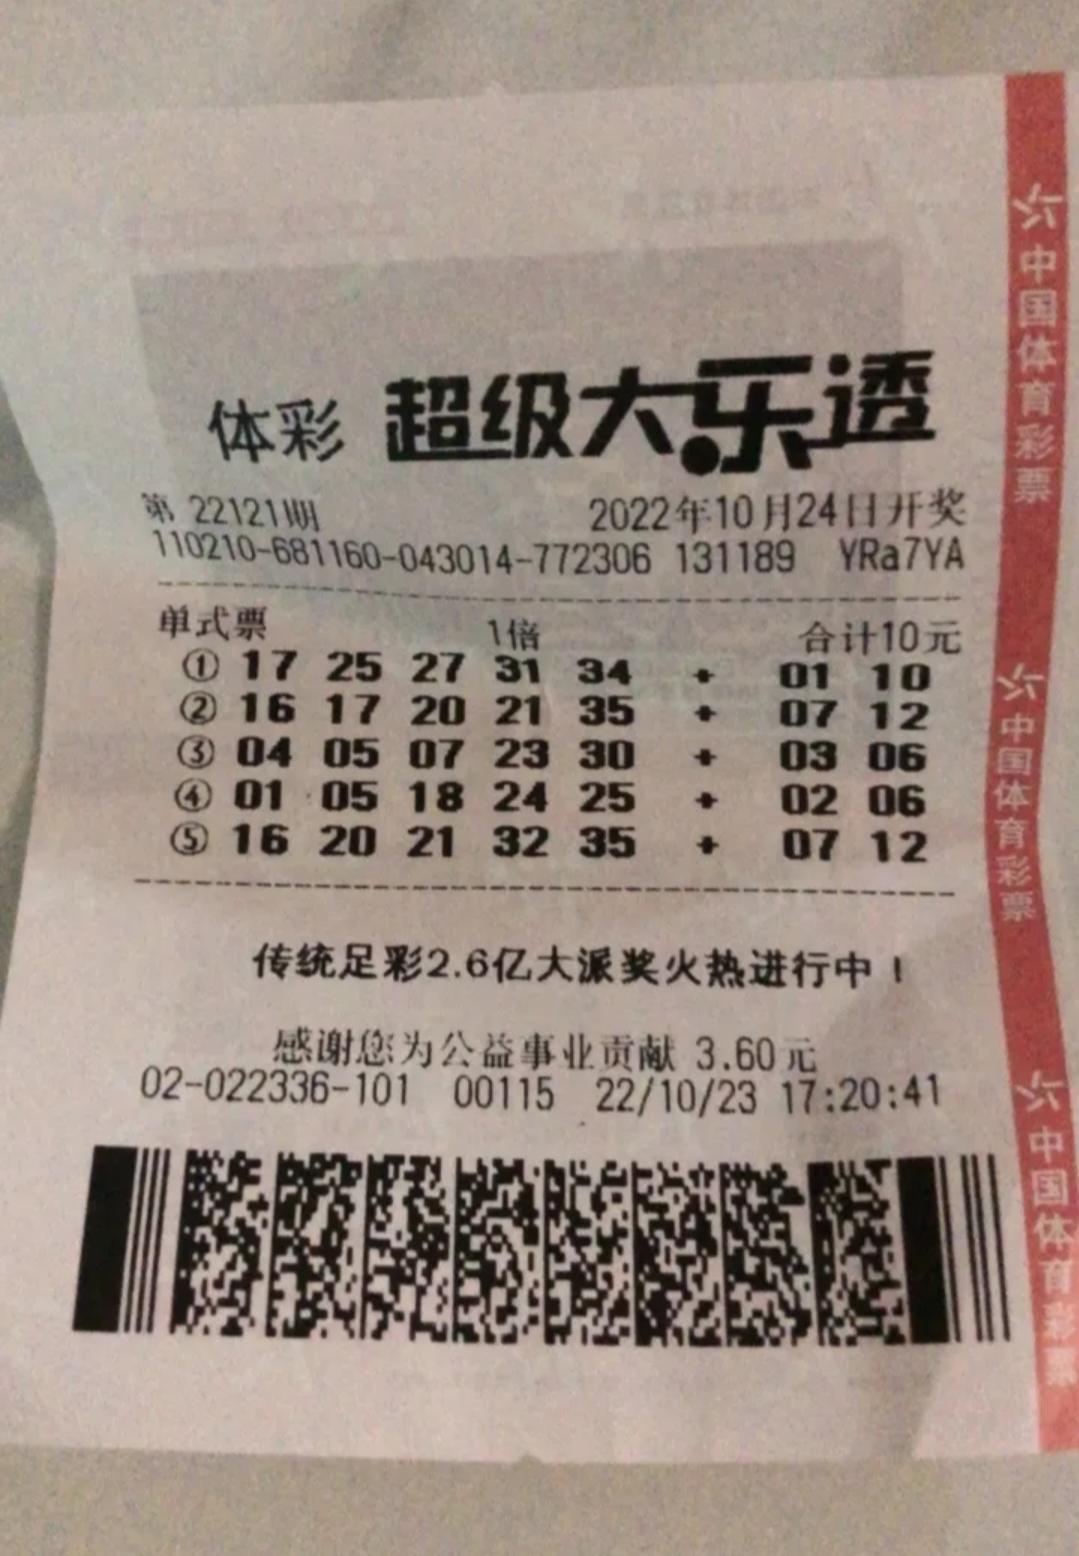 体彩 超级大乐透
第 22121期 2022年10月24日开奖
110210-681160-043014-772306 131189 YRa7YA
单式票 1倍 合计10元
① 17 25 27 31 34 + 01 10
② 16 17 20 21 35 + 07 12
③ 04 05 07 23 30 + 03 06
④ 01 05 18 24 25 + 02 06
⑤ 16 20 21 32 35 + 07 12
传统足彩2.6亿大派奖火热进行中！
感谢您为公益事业贡献 3.60元
02-022336-101 00115 22/10/23 17:20:41
中国体育彩票
中国体育彩票
中国体育彩票